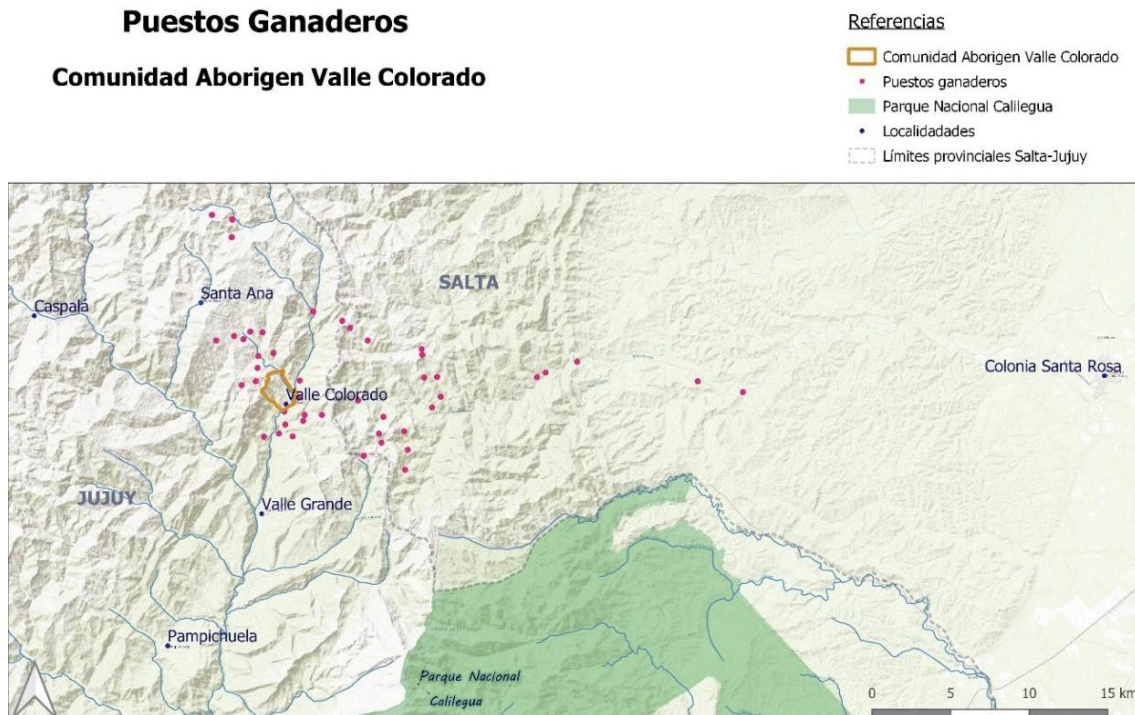 Puestos Ganaderos
Comunidad Aborigen Valle Colorado
Referencias
Comunidad Aborigen Valle Colorado
Puestos ganaderos
Parque Nacional Calilegua
Localidadades
Límites provinciales Salta-Jujuy
SALTA
Santa Ana
Caspalá
Colonia Santa Rosa
Valle Colorado
JUJUY
Valle Grande
Pampichuela
Parque Nacional
Calilegua
0 5 10 15 km